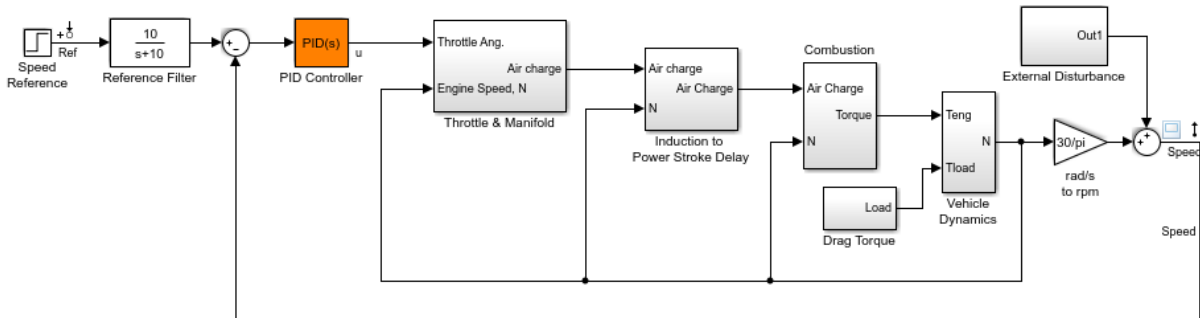 Ref
Speed
Reference
10
s+10
Reference Filter
+
-
PID(s)
u
PID Controller
Throttle Ang.
Engine Speed, N
Air charge
Throttle & Manifold
Air charge
N
Air Charge
Induction to
Power Stroke Delay
Combustion
Air Charge
N
Torque
Load
Drag Torque
Teng
Tload
N
Vehicle
Dynamics
30/pi
rad/s
to rpm
Out1
External Disturbance
+
+
Speed
Speed